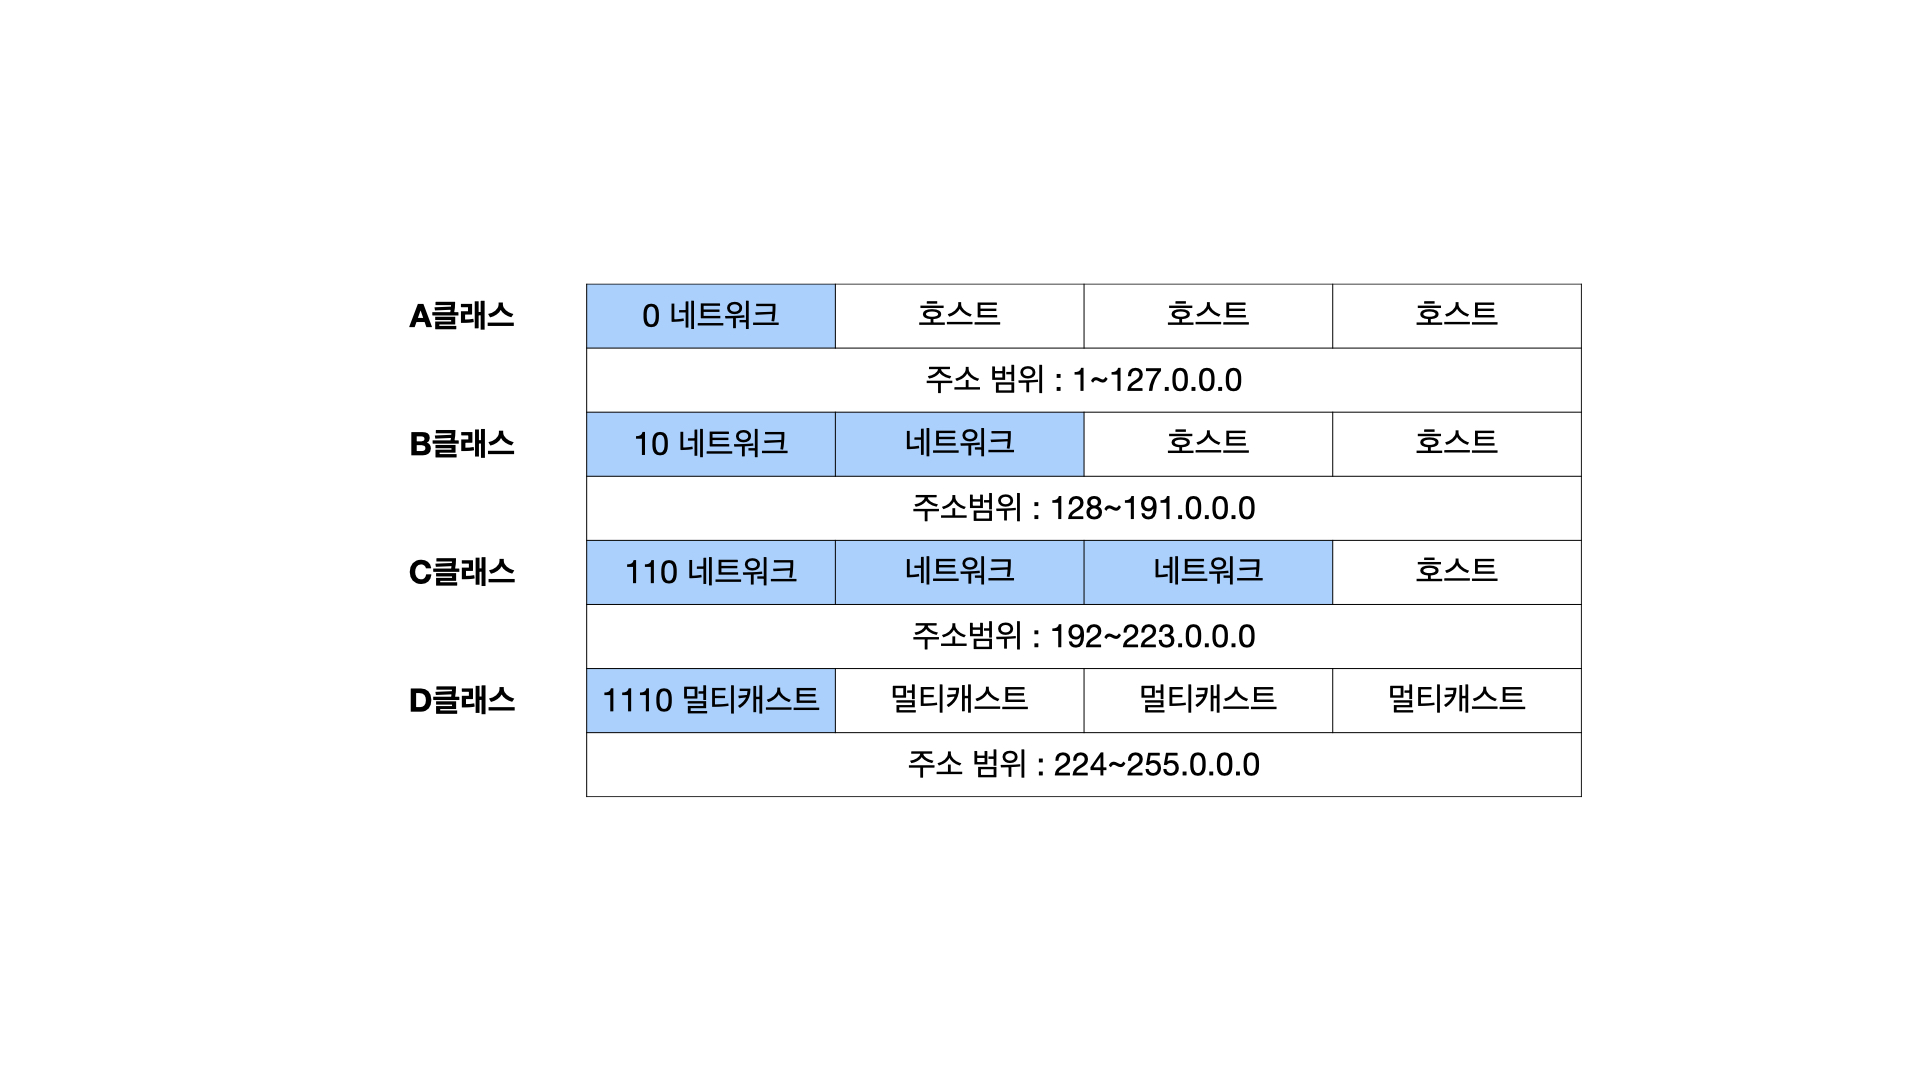 A클래스 0 네트워크 호스트 호스트 호스트
주소 범위 : 1~127.0.0.0
B클래스 10 네트워크 네트워크 호스트 호스트
주소범위 : 128~191.0.0.0
C클래스 110 네트워크 네트워크 네트워크 호스트
주소범위 : 192~223.0.0.0
D클래스 1110 멀티캐스트 멀티캐스트 멀티캐스트 멀티캐스트
주소 범위 : 224~255.0.0.0